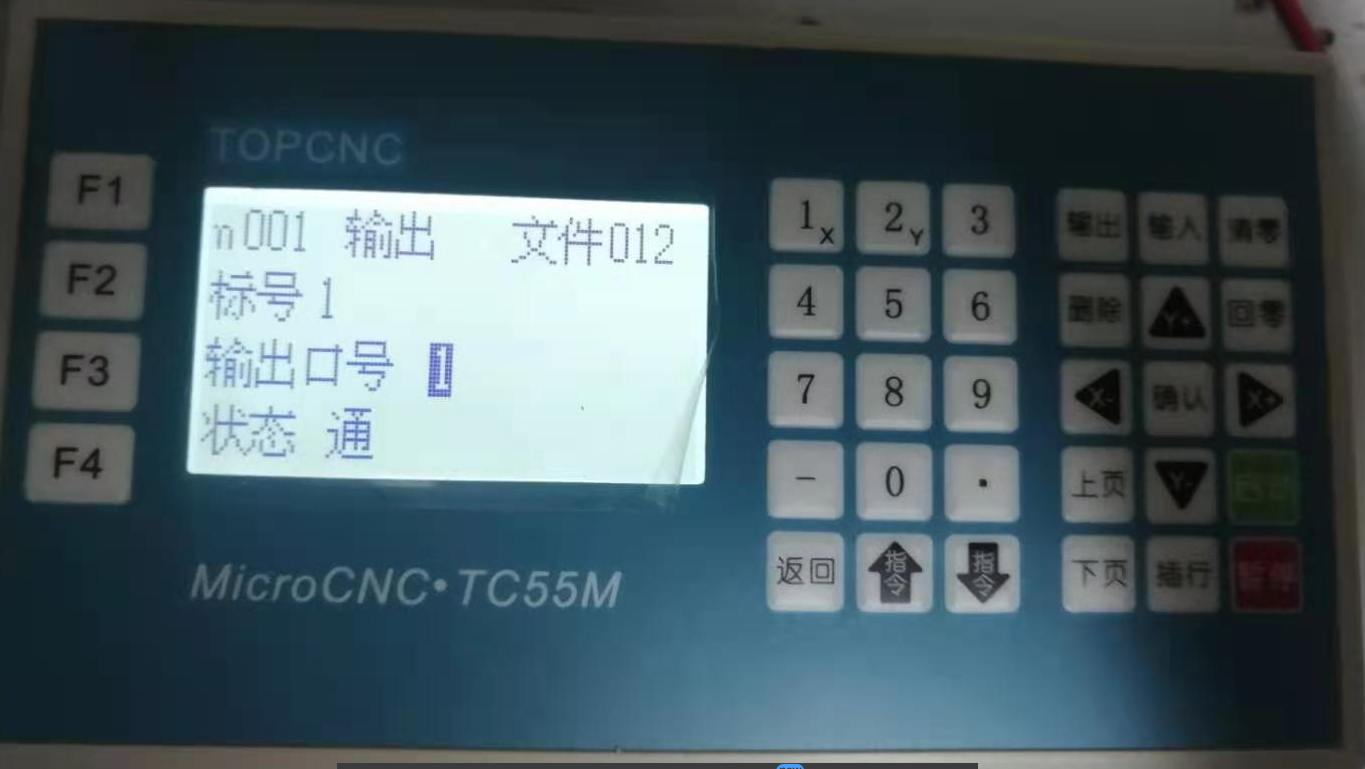 TOPCNC
n001 输出 文件012
标号 1
输出口号 1
状态 通
MicroCNC·TC55M
F1
F2
F3
F4
1X 2Y 3
4 5 6
7 8 9
- 0 .
返回 指令 指令
输出 输入 清零
删除 Y+ 回零
X- 确认 X+
上页 Y-
下页 插行 暂停